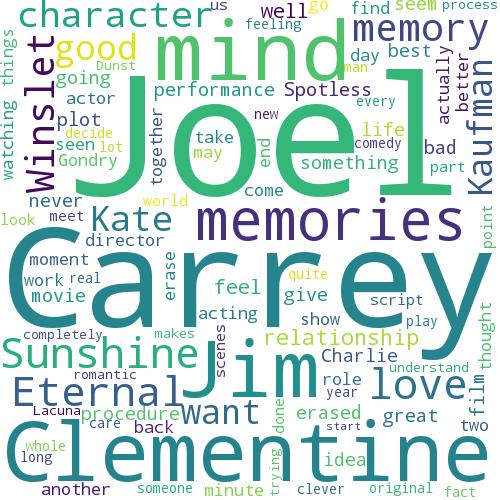 us
go
character
well
find
seem
process
feeling
mind
memory
man
things
good
Dunst
day
best
actually
better
Winslet
going
performance
Spotless
every
actor
Joel
Kaufman
watching
plot
together
new
comedy
decide
lot
take
life
bad
seen
end
something
part
Gondry
may
never
world
come
look
meet
Kate
memories
point
director
Carrey
moment
erase
quite
work
real
feel
give
script
movie
acting
show
play
completely
makes
relationship
thought
Sunshine
Jim
scenes
Charlie
understand
romantic
role
love
film
Eternal
year
Lacuna
procedure
want
done
erased
great
two
care
back
start
Clementine
whole
idea
long
trying
another
someone
minute
clever
original
fact